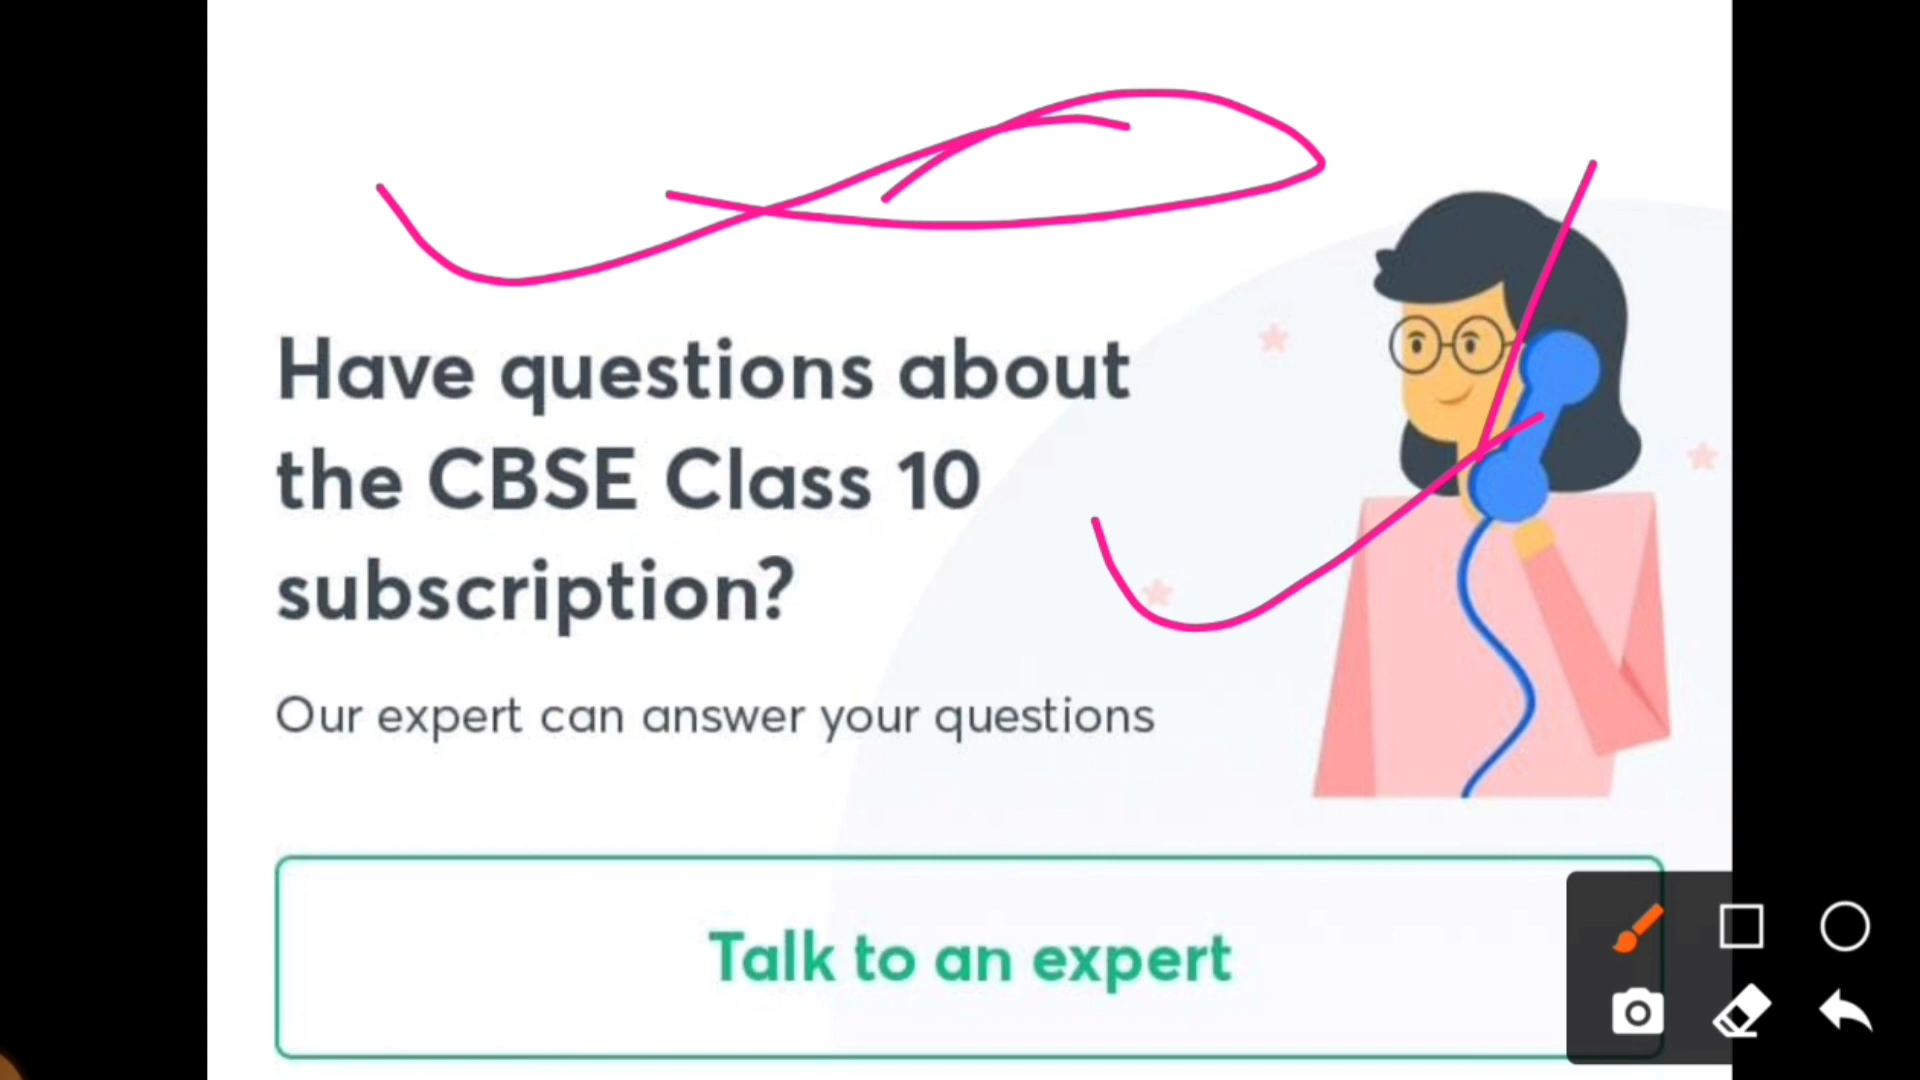 Have questions about
the CBSE Class 10
subscription?
Our expert can answer your questions
Talk to an expert